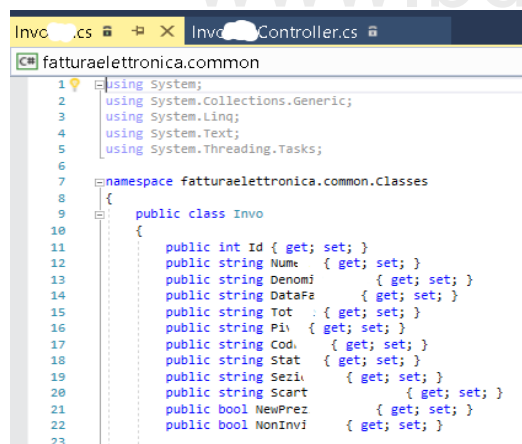 Invo .cs Invo Controller.cs
C# fatturaelettronica.common
1 using System;
2 using System.Collections.Generic;
3 using System.Linq;
4 using System.Text;
5 using System.Threading.Tasks;
6
7 namespace fatturaelettronica.common.Classes
8 {
9 public class Invo
10 {
11 public int Id { get; set; }
12 public string Nume { get; set; }
13 public string Denomi { get; set; }
14 public string DataFa { get; set; }
15 public string Tot { get; set; }
16 public string Pi { get; set; }
17 public string Cod { get; set; }
18 public string Stat { get; set; }
19 public string Sezi { get; set; }
20 public string Scart { get; set; }
21 public bool NewPrez { get; set; }
22 public bool NonInvi { get; set; }
23